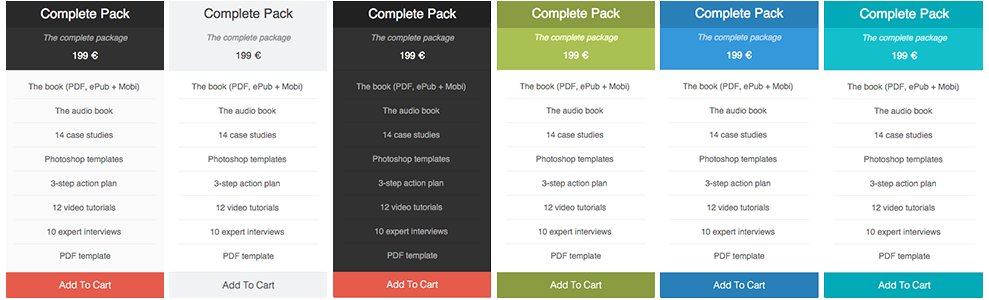 Complete Pack
The complete package
199 €
The book (PDF, ePub + Mobi)
The audio book
14 case studies
Photoshop templates
3-step action plan
12 video tutorials
10 expert interviews
PDF template
Add To Cart
Complete Pack
The complete package
199 €
The book (PDF, ePub + Mobi)
The audio book
14 case studies
Photoshop templates
3-step action plan
12 video tutorials
10 expert interviews
PDF template
Add To Cart
Complete Pack
The complete package
199 €
The book (PDF, ePub + Mobi)
The audio book
14 case studies
Photoshop templates
3-step action plan
12 video tutorials
10 expert interviews
PDF template
Add To Cart
Complete Pack
The complete package
199 €
The book (PDF, ePub + Mobi)
The audio book
14 case studies
Photoshop templates
3-step action plan
12 video tutorials
10 expert interviews
PDF template
Add To Cart
Complete Pack
The complete package
199 €
The book (PDF, ePub + Mobi)
The audio book
14 case studies
Photoshop templates
3-step action plan
12 video tutorials
10 expert interviews
PDF template
Add To Cart
Complete Pack
The complete package
199 €
The book (PDF, ePub + Mobi)
The audio book
14 case studies
Photoshop templates
3-step action plan
12 video tutorials
10 expert interviews
PDF template
Add To Cart